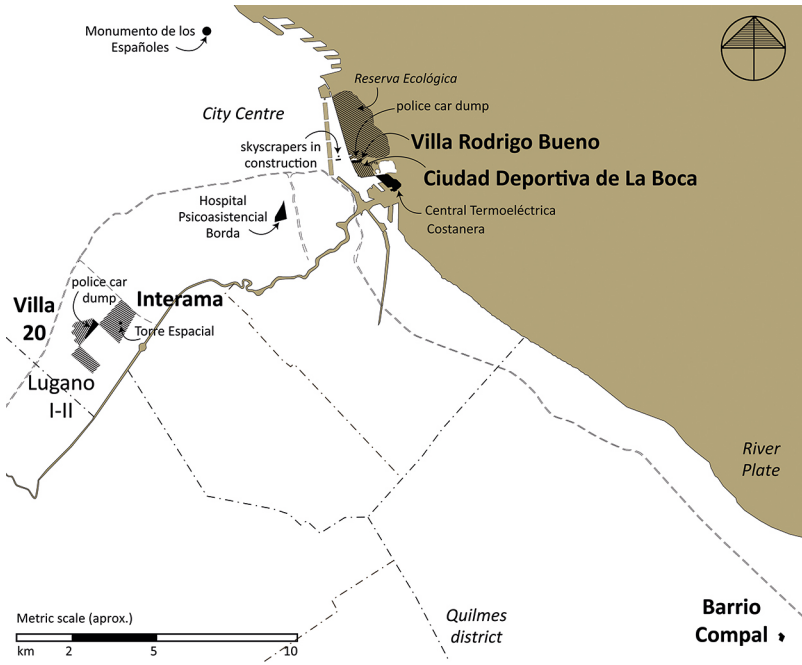 Monumento de los
Españoles
Reserva Ecológica
City Centre
police car dump
skyscrapers in
construction
Villa Rodrigo Bueno
Ciudad Deportiva de La Boca
Hospital
Psicoasistencial
Borda
Central Termoeléctrica
Costanera
police car
dump
Interama
Villa
20
Torre Espacial
Lugano
I-II
River
Plate
Metric scale (aprox.)
km 2 5 10
Quilmes
district
Barrio
Compal